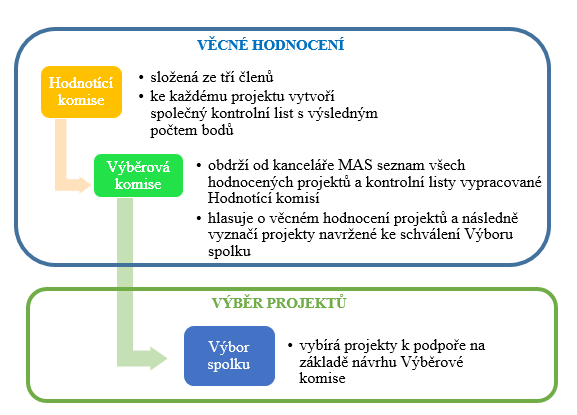 VĚCNÉ HODNOCENÍ
Hodnotící
komise
• složená ze tří členů
• ke každému projektu vytvoří
společný kontrolní list s výsledným
počtem bodů
Výběrová
komise
• obdrží od kanceláře MAS seznam všech
hodnocených projektů a kontrolní listy vypracované
Hodnotící komisí
• hlasuje o věcném hodnocení projektů a následně
vyznačí projekty navržené ke schválení Výboru
spolku
VÝBĚR PROJEKTŮ
Výbor
spolku
• vybírá projekty k podpoře na
základě návrhu Výběrové
komise